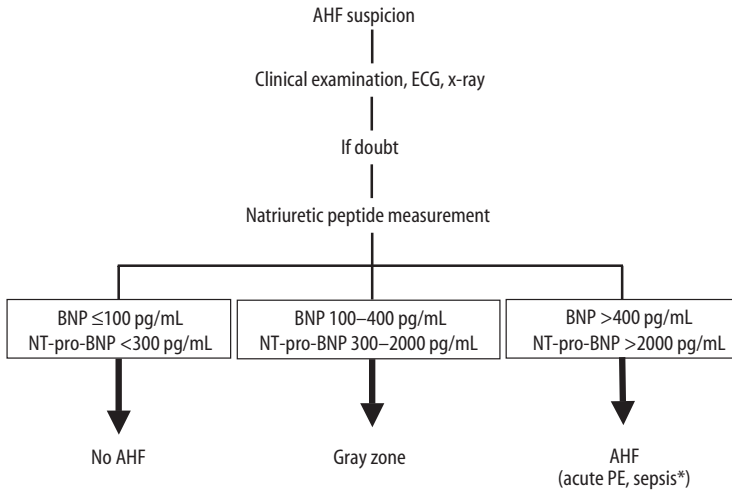 AHF suspicion
Clinical examination, ECG, x-ray
If doubt
Natriuretic peptide measurement
BNP ≤100 pg/mL
NT-pro-BNP <300 pg/mL
BNP 100–400 pg/mL
NT-pro-BNP 300–2000 pg/mL
BNP >400 pg/mL
NT-pro-BNP >2000 pg/mL
No AHF
Gray zone
AHF
(acute PE, sepsis*)